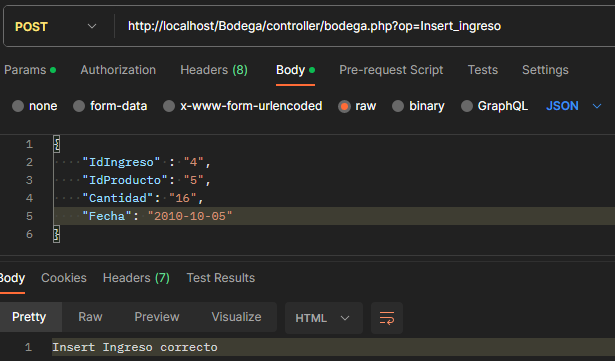 POST http://localhost/Bodega/controller/bodega.php?op=Insert_ingreso
Params Authorization Headers (8) Body Pre-request Script Tests Settings
none form-data x-www-form-urlencoded raw binary GraphQL JSON
1 {
2 "IdIngreso" : "4",
3 "IdProducto": "5",
4 "Cantidad": "16",
5 "Fecha": "2010-10-05"
6 }
Body Cookies Headers (7) Test Results
Pretty Raw Preview Visualize HTML
1 Insert Ingreso correcto